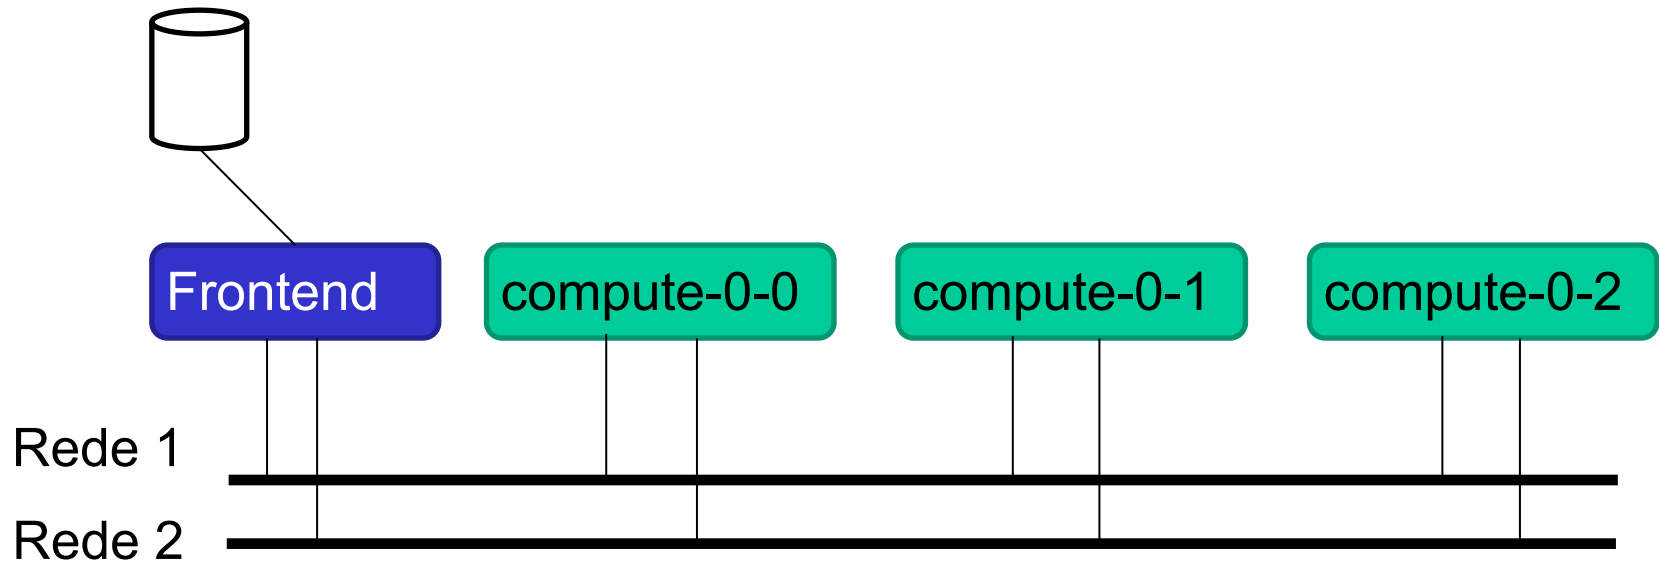 Frontend
compute-0-0
compute-0-1
compute-0-2
Rede 1
Rede 2